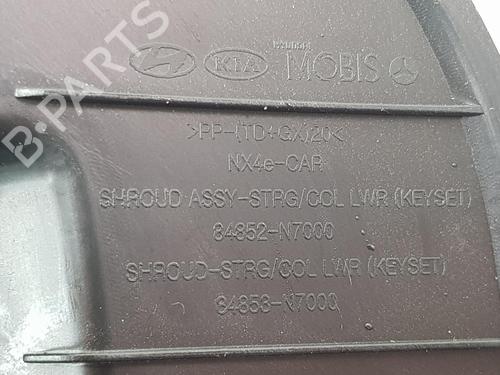 B-PARTS
HYUNDAI
KIA MOBIS
>PP-(TD+GX)20<
NX4e-CAR
SHROUD ASSY-STRG/COL LWR (KEYSET)
84852-N7000
SHROUD-STRG/COL LWR (KEYSET)
84853-N7000